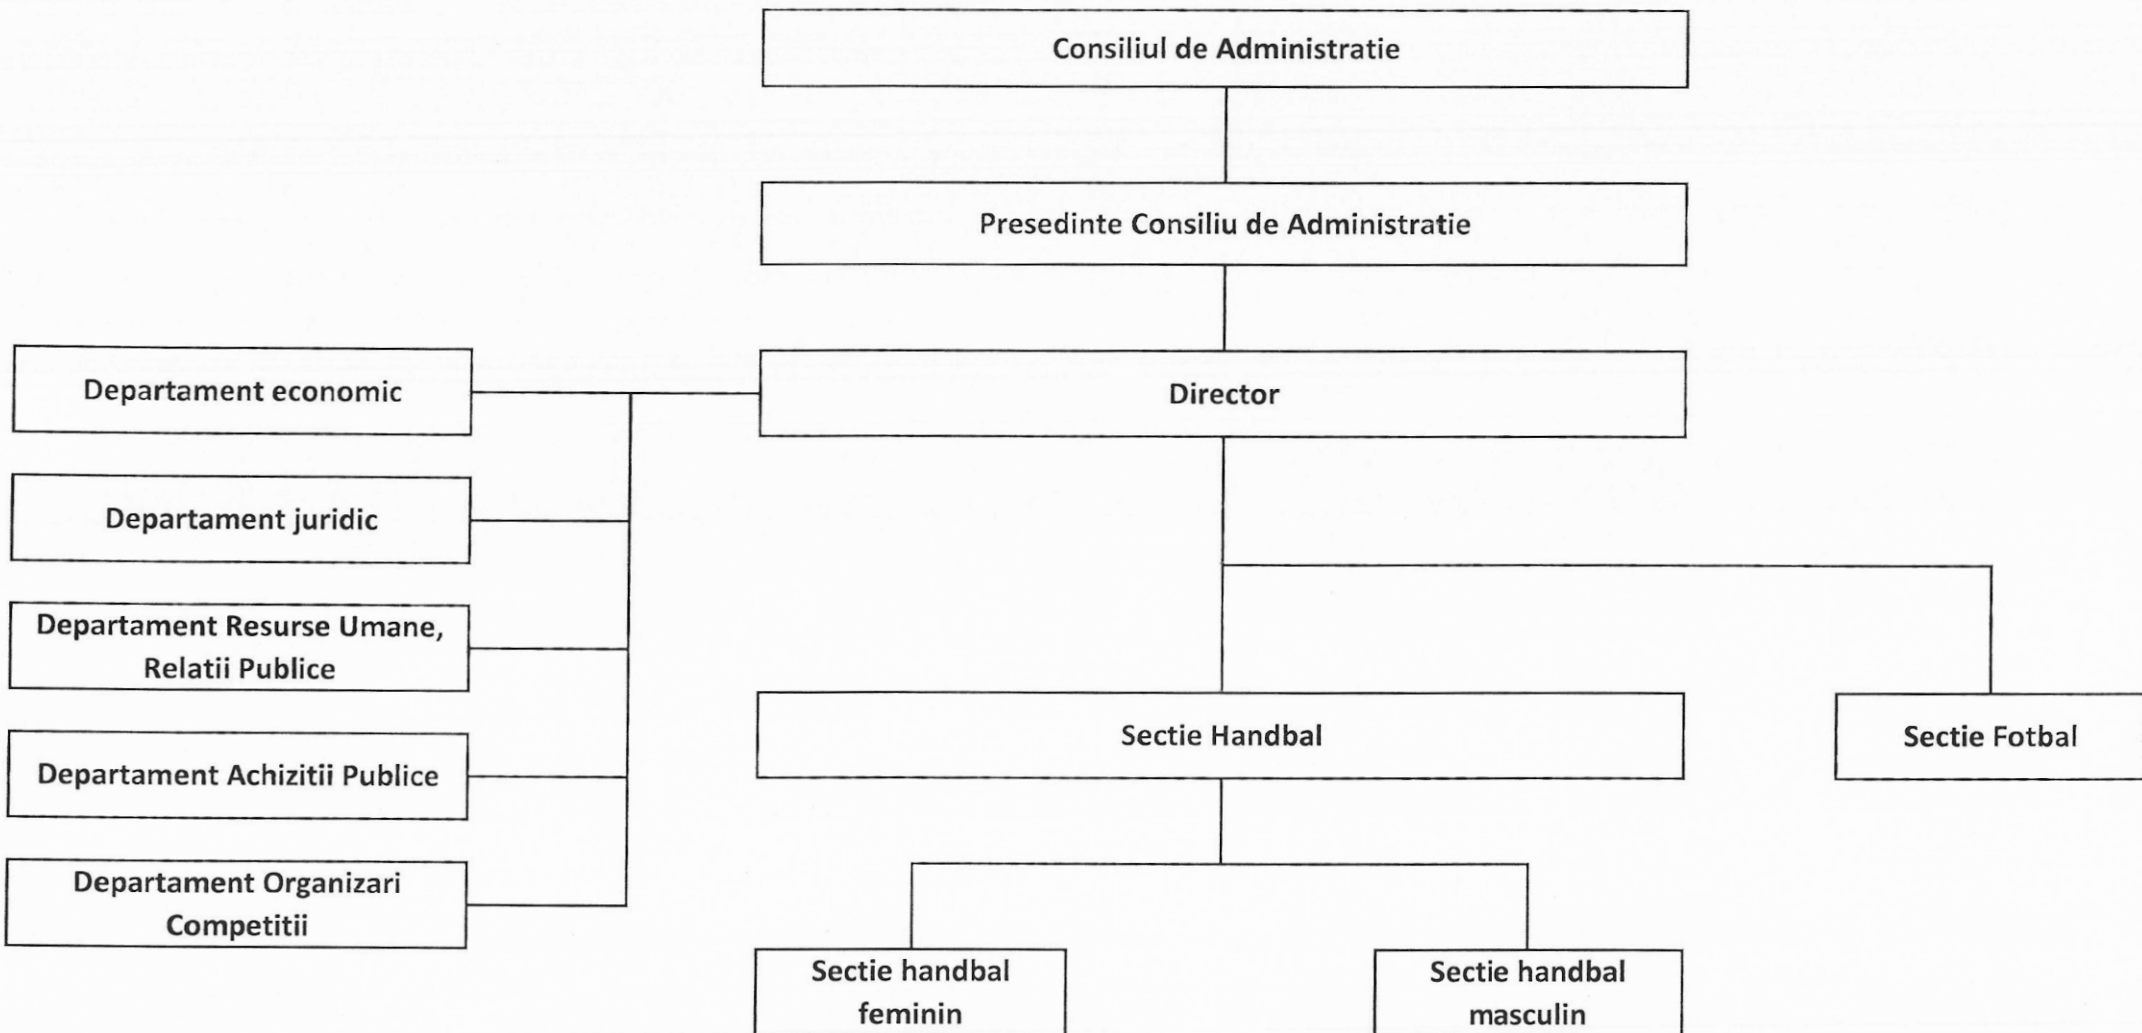 Consiliul de Administratie
Presedinte Consiliu de Administratie
Director
Departament economic
Departament juridic
Departament Resurse Umane,
Relatii Publice
Departament Achizitii Publice
Departament Organizari
Competitii
Sectie Handbal
Sectie Fotbal
Sectie handbal
feminin
Sectie handbal
masculin